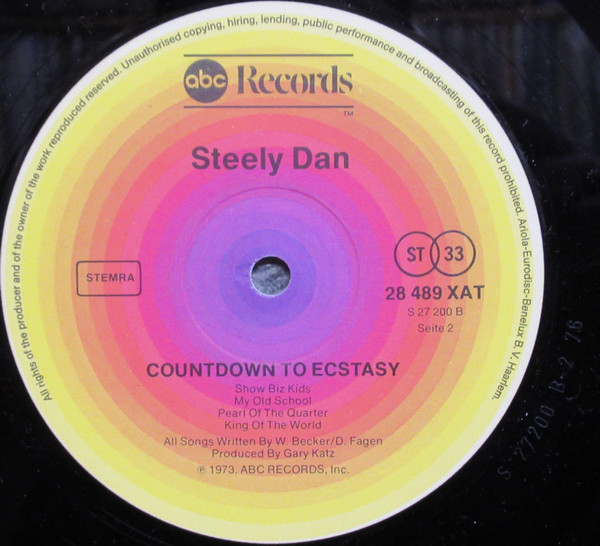 All rights of the producer and of the owner of the work reproduced reserved. Unauthorised copying, hiring, lending, public performance and broadcasting of this record prohibited. Ariola-Eurodisc-Benelux B.V. Haarlem.
abc Records
TM
Steely Dan
STEMRA
ST 33
28 489 XAT
S 27 200 B
Seite 2
COUNTDOWN TO ECSTASY
Show Biz Kids
My Old School
Pearl Of The Quarter
King Of The World
All Songs Written By W. Becker/D. Fagen
Produced By Gary Katz
℗ 1973, ABC RECORDS, Inc.
S 27200 B-2 76